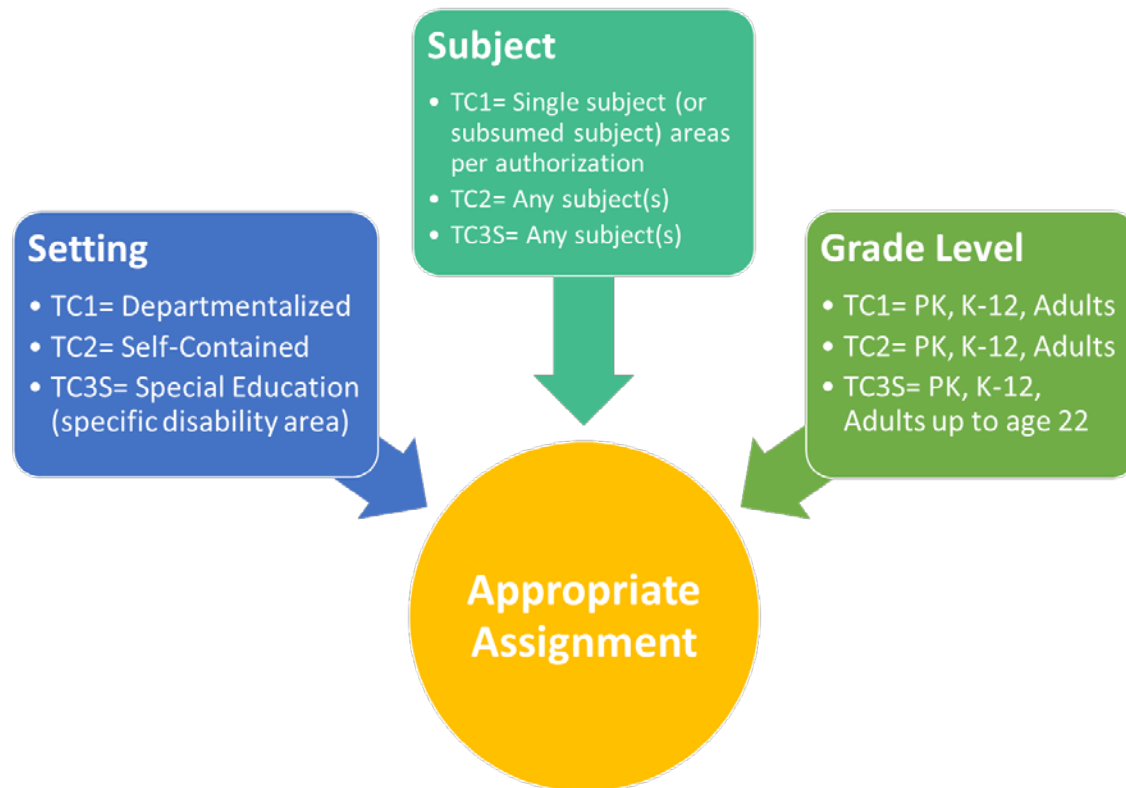 Subject
• TC1= Single subject (or
subsumed subject) areas
per authorization
• TC2= Any subject(s)
• TC3S= Any subject(s)
Setting
• TC1= Departmentalized
• TC2= Self-Contained
• TC3S= Special Education
(specific disability area)
Grade Level
• TC1= PK, K-12, Adults
• TC2= PK, K-12, Adults
• TC3S= PK, K-12,
Adults up to age 22
Appropriate
Assignment